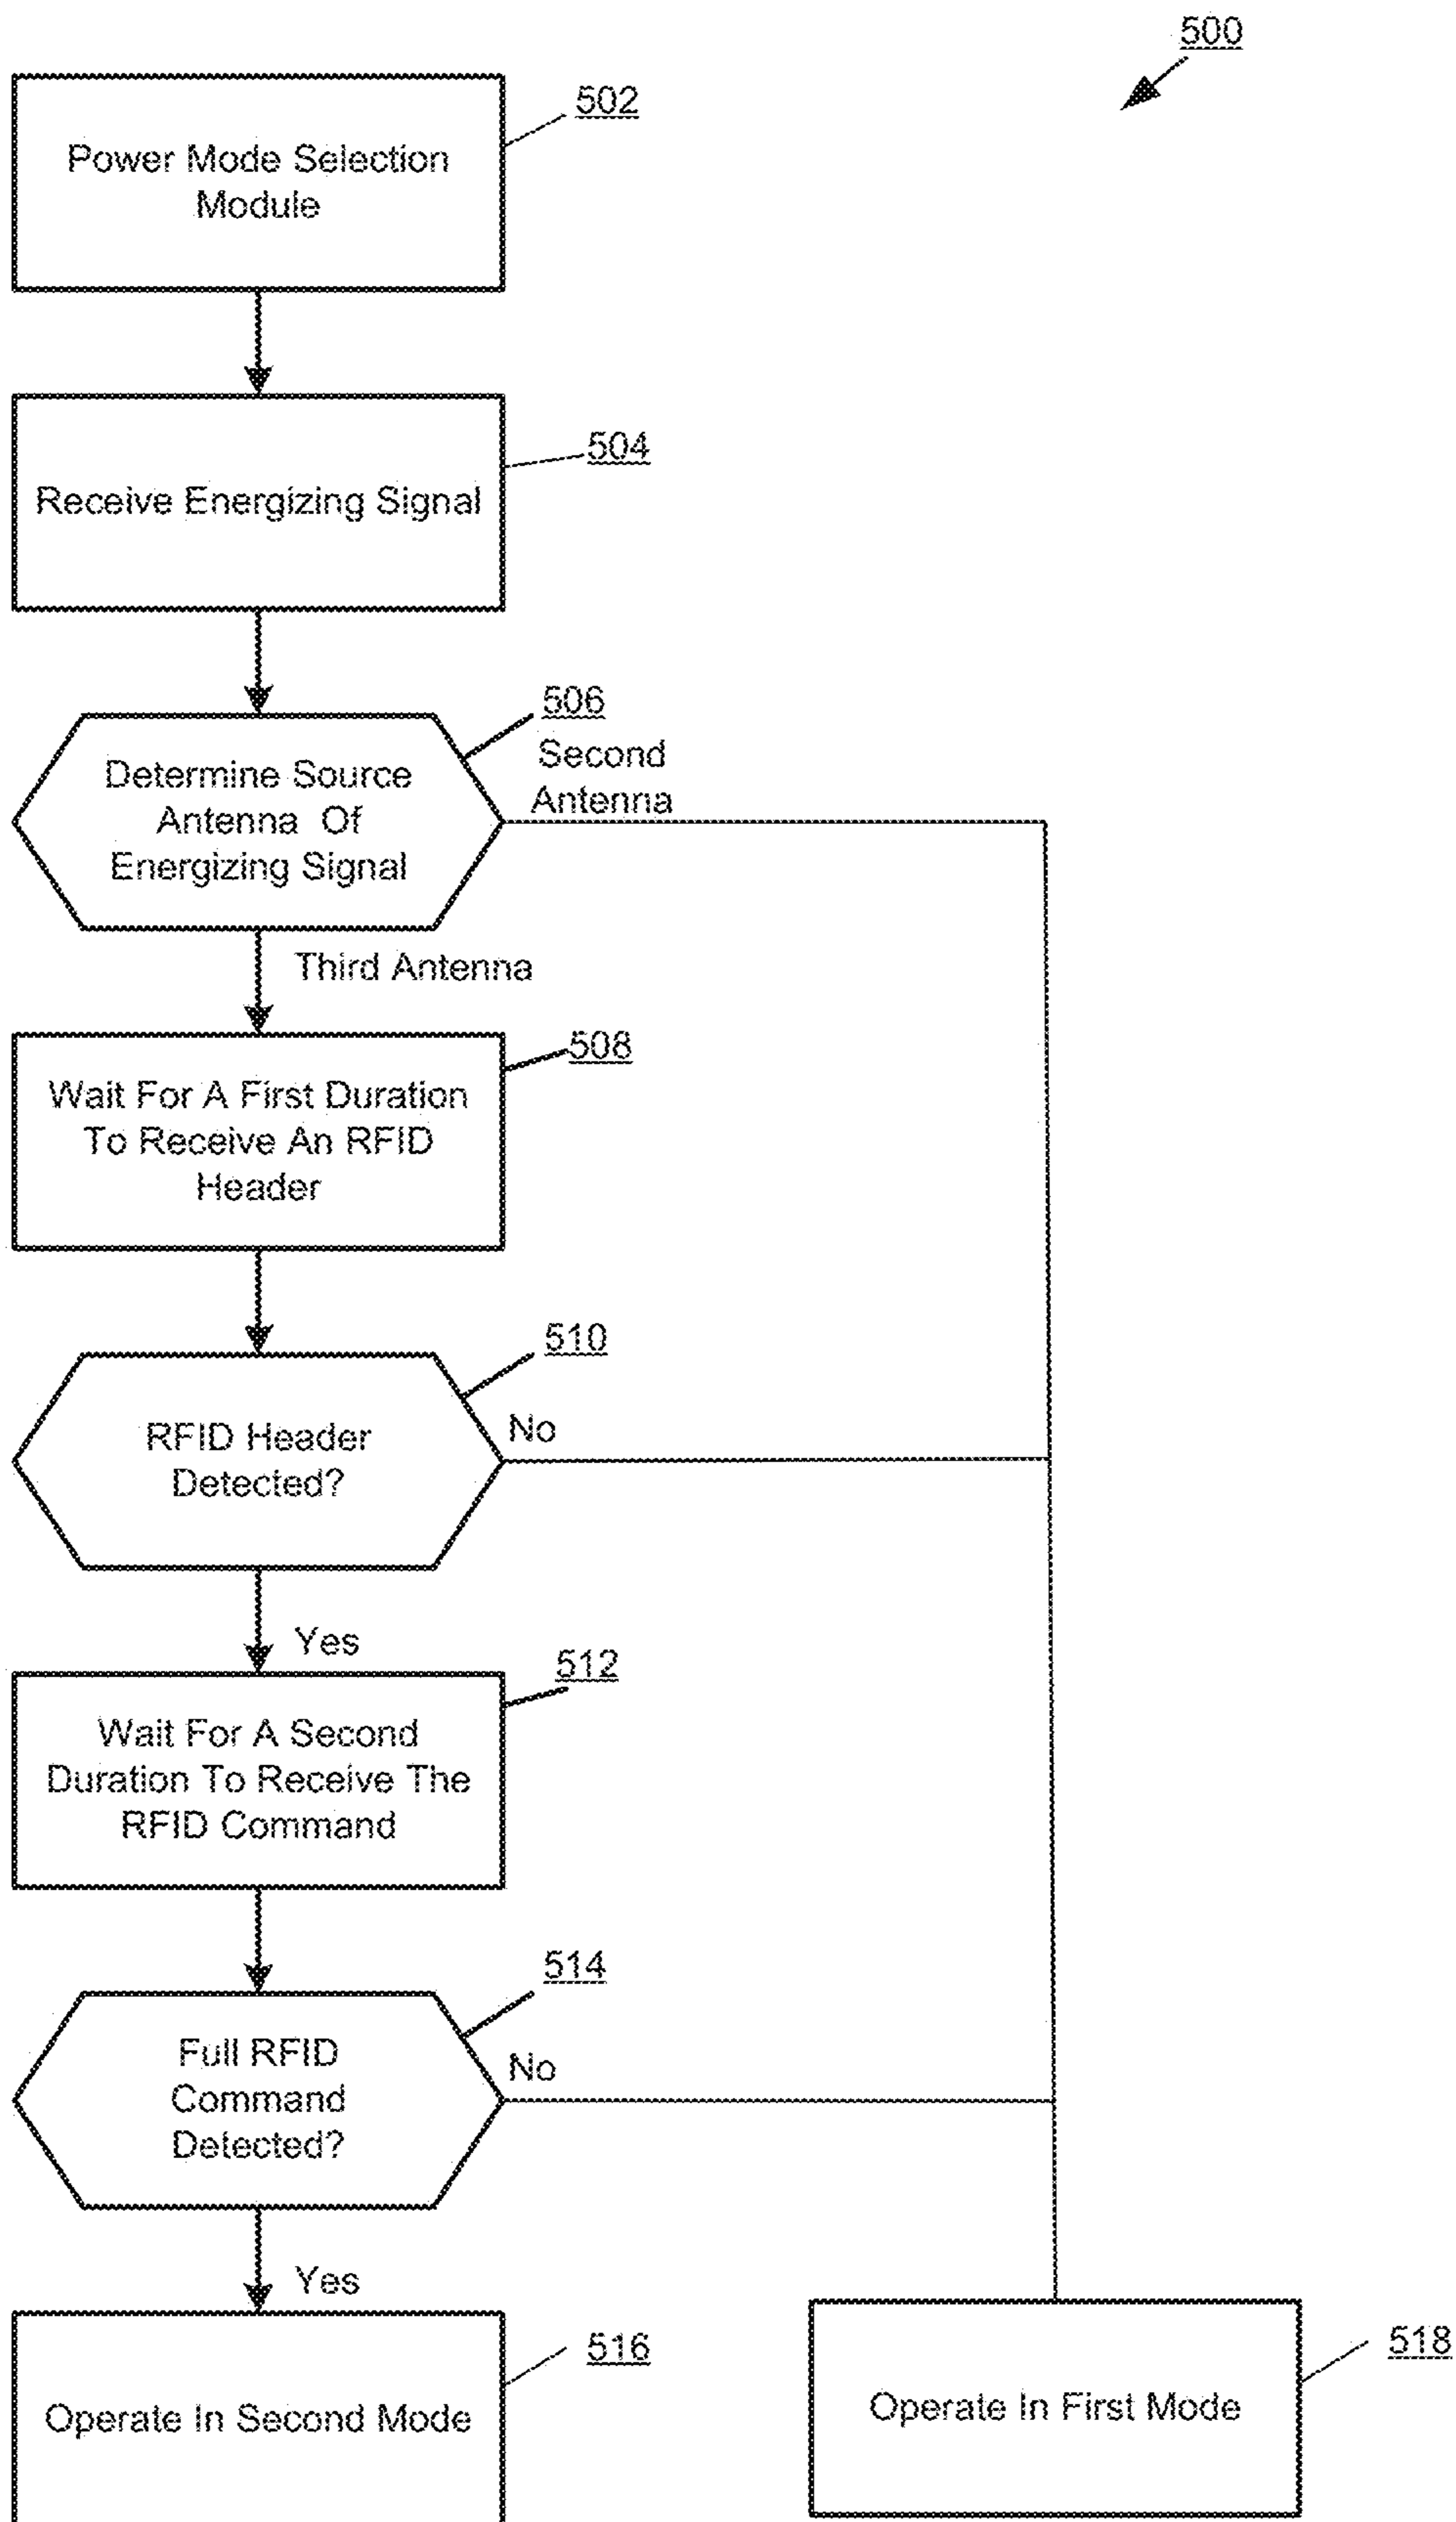 500
502
Power Mode Selection
Module
504
Receive Energizing Signal
506
Second
Antenna
Determine Source
Antenna Of
Energizing Signal
Third Antenna
508
Wait For A First Duration
To Receive An RFID
Header
510
No
RFID Header
Detected?
Yes
512
Wait For A Second
Duration To Receive The
RFID Command
514
No
Full RFID
Command
Detected?
Yes
516
Operate In Second Mode
518
Operate In First Mode